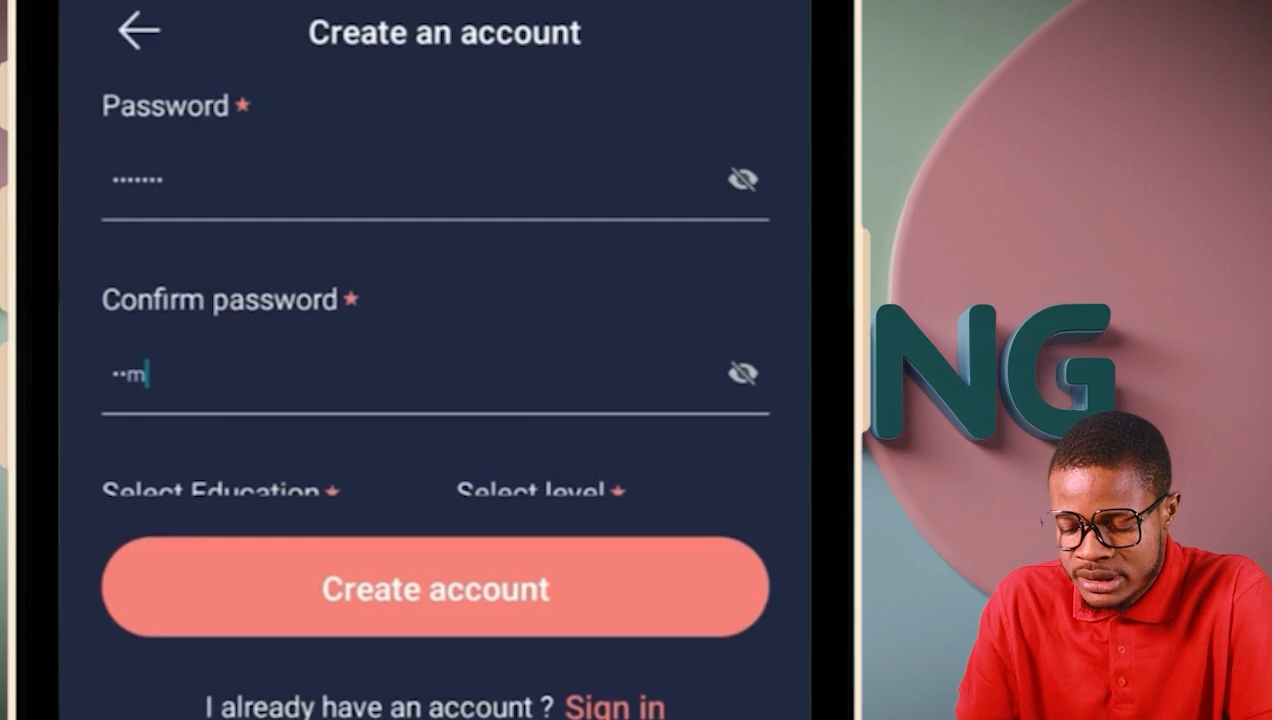 Create an account
Password *
•••••••
Confirm password *
••m
Select Education * Select level *
Create account
I already have an account ? Sign in
NG